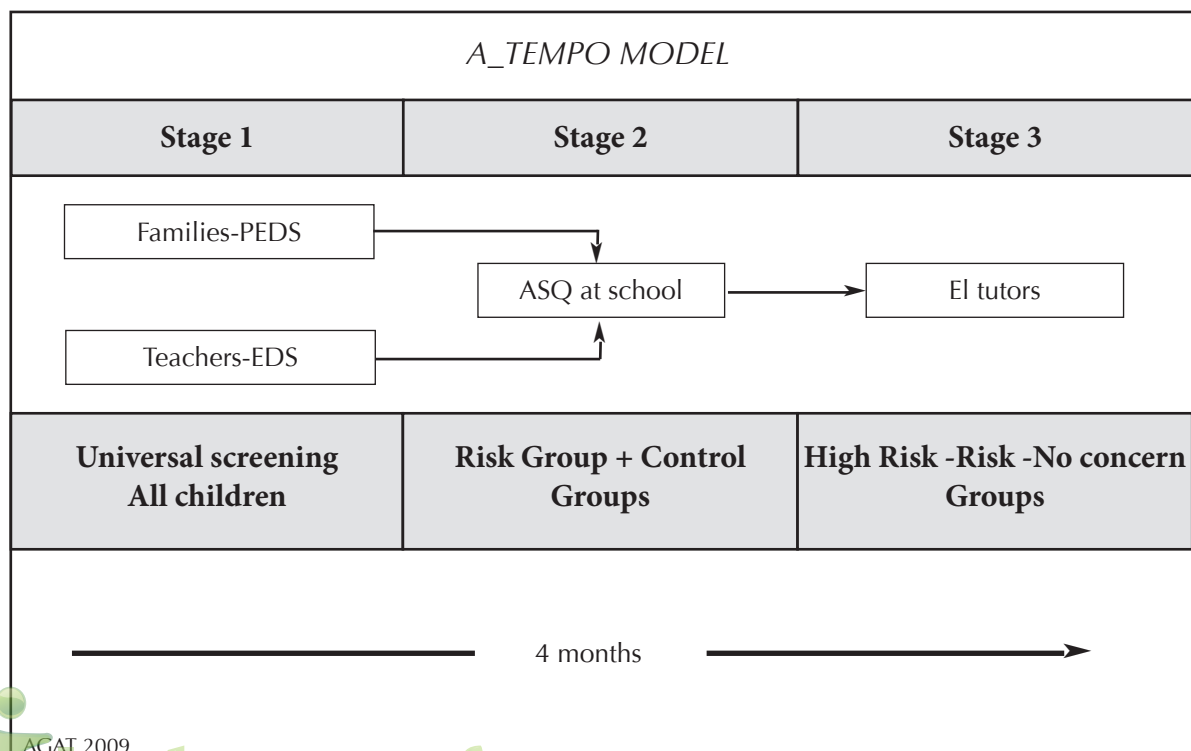 A_TEMPO MODEL
Stage 1
Stage 2
Stage 3
Families-PEDS
ASQ at school
El tutors
Teachers-EDS
Universal screening
All children
Risk Group + Control
Groups
High Risk -Risk -No concern
Groups
4 months
AGAT 2009